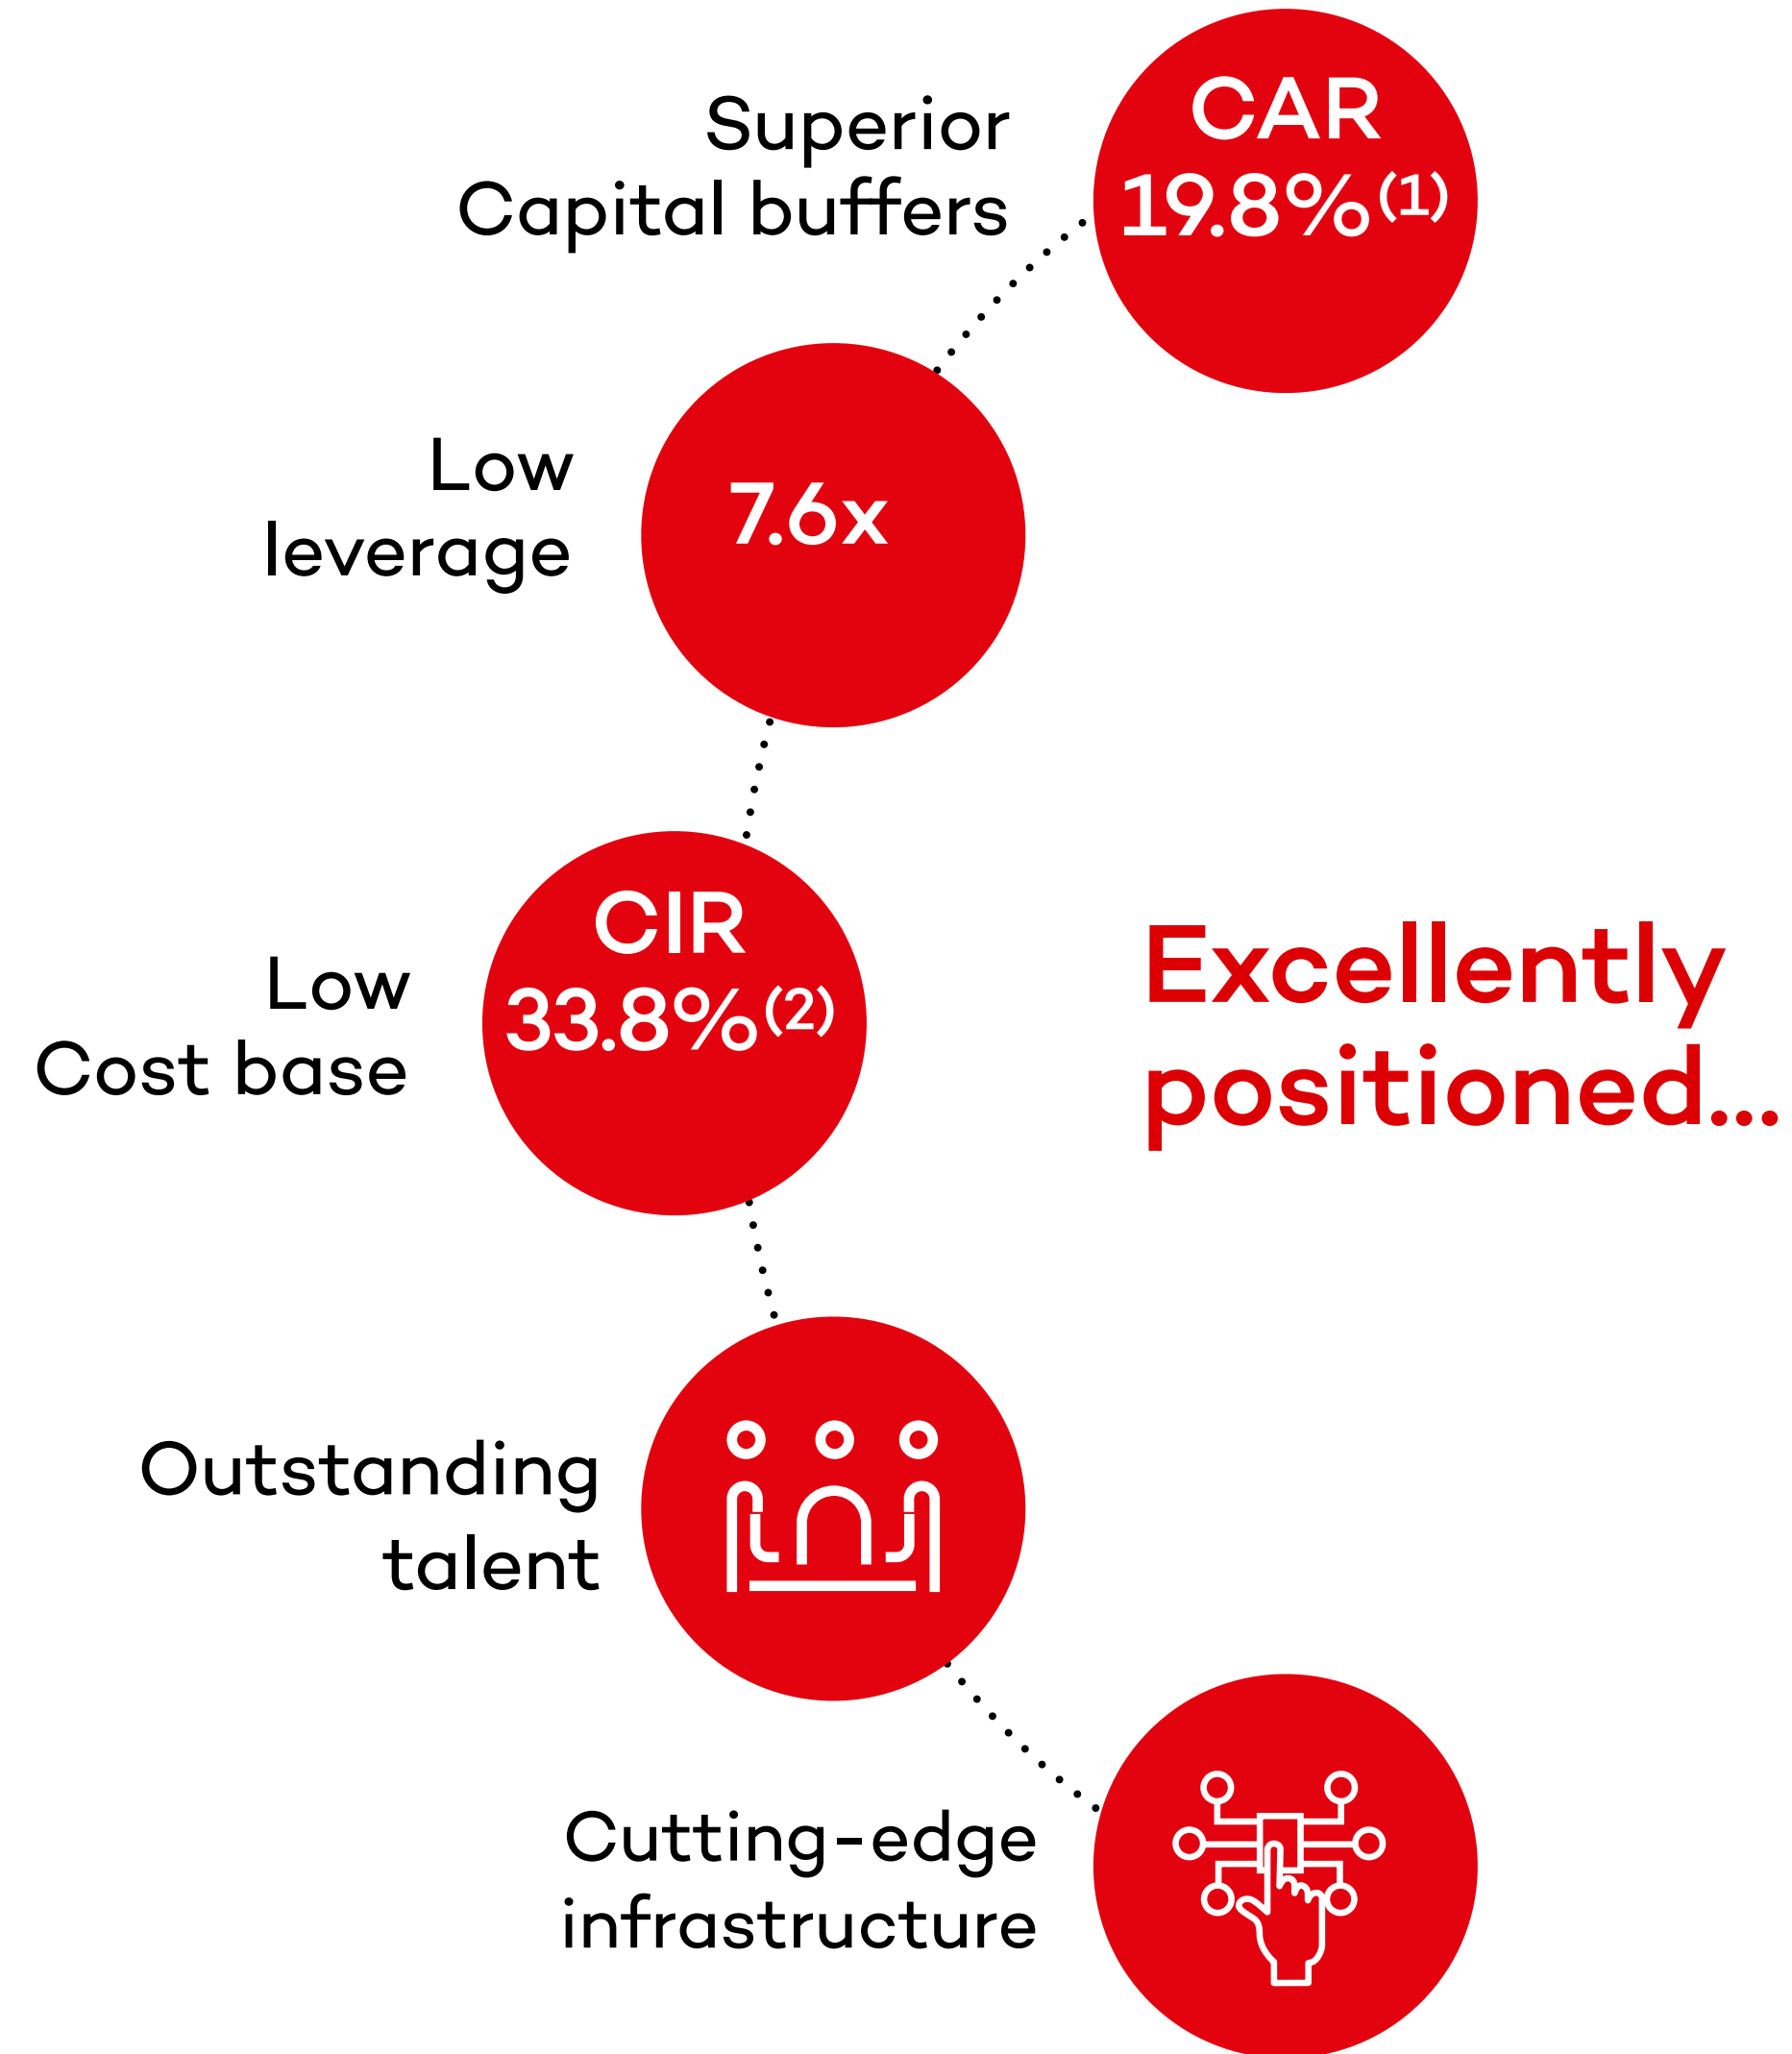 Superior
Capital buffers
CAR
19.8%(1)
Low
leverage
7.6x
Low
Cost base
CIR
33.8%(2)
Excellently
positioned...
Outstanding
talent
Cutting-edge
infrastructure